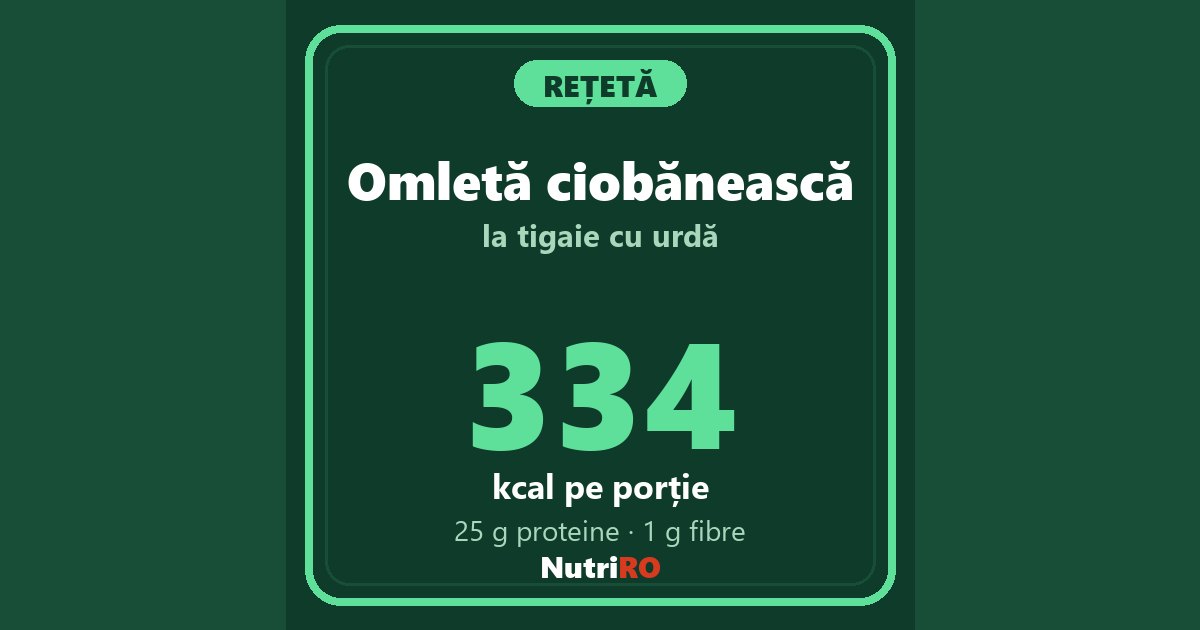 REȚETĂ
Omletă ciobănească
la tigaie cu urdă
334
kcal pe porție
25 g proteine · 1 g fibre
NutriRO